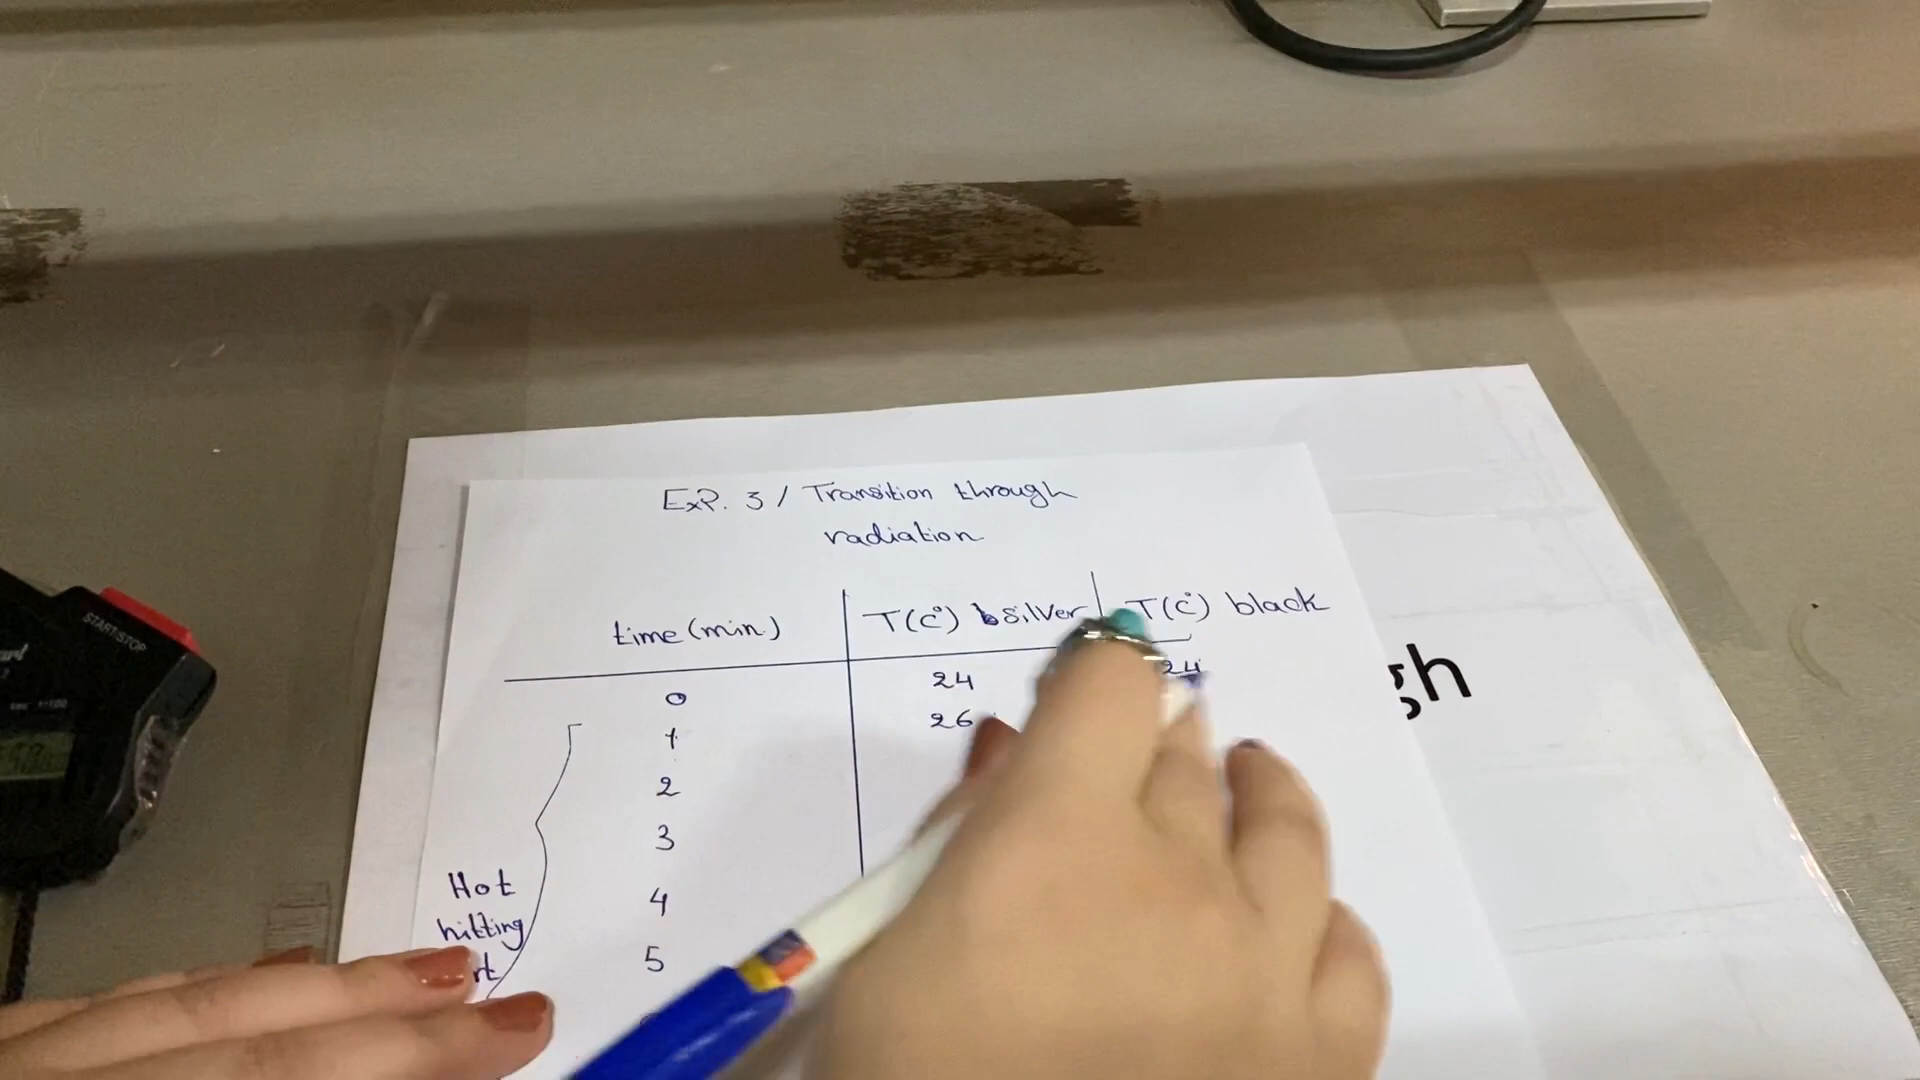 Exp. 3 / Transition through
radiation
time (min) T(C°) silver T(C°) black
0 24 24
1 26
2
3
4
5
Hot
hitting
START/STOP
gh